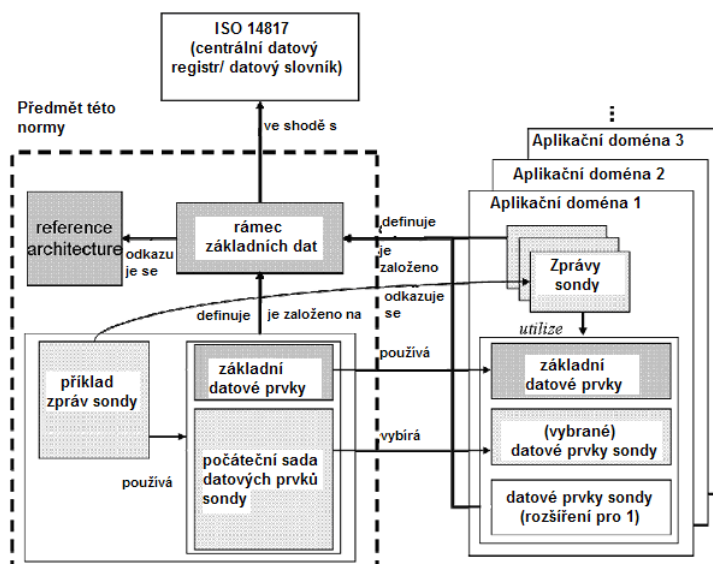 ISO 14817
(centrální datový
registr/ datový slovník)
Předmět této
normy
ve shodě s
⋮
Aplikační doména 3
Aplikační doména 2
Aplikační doména 1
reference
architecture
odkazu
je se
rámec
základních dat
definuje
je
založeno
Zprávy
sondy
odkazuje
se
definuje
je založeno na
utilize
příklad
zpráv sondy
základní
datové prvky
používá
základní
datové prvky
používá
počáteční sada
datových prvků
sondy
vybírá
(vybrané)
datové prvky sondy
datové prvky sondy
(rozšíření pro 1)